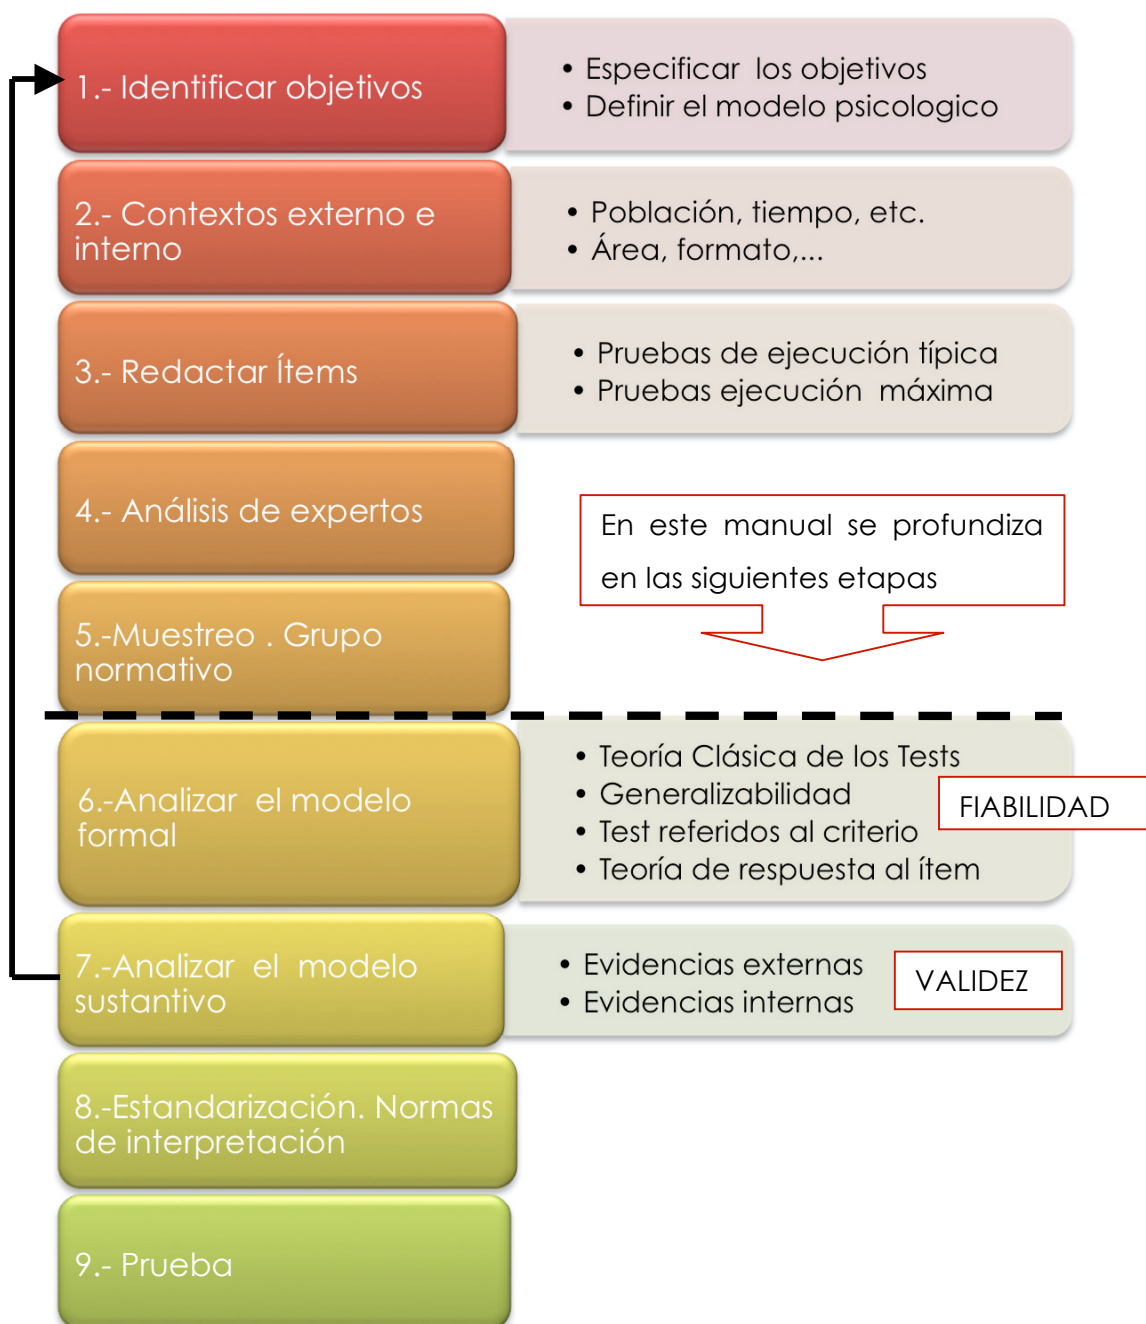 1.- Identificar objetivos
• Especificar los objetivos
• Definir el modelo psicologico
2.- Contextos externo e
interno
• Población, tiempo, etc.
• Área, formato,...
3.- Redactar Ítems
• Pruebas de ejecución típica
• Pruebas ejecución máxima
4.- Análisis de expertos
En este manual se profundiza
en las siguientes etapas
5.-Muestreo . Grupo
normativo
6.-Analizar el modelo
formal
• Teoría Clásica de los Tests
• Generalizabilidad
• Test referidos al criterio
• Teoría de respuesta al ítem
FIABILIDAD
7.-Analizar el modelo
sustantivo
• Evidencias externas
• Evidencias internas
VALIDEZ
8.-Estandarización. Normas
de interpretación
9.- Prueba